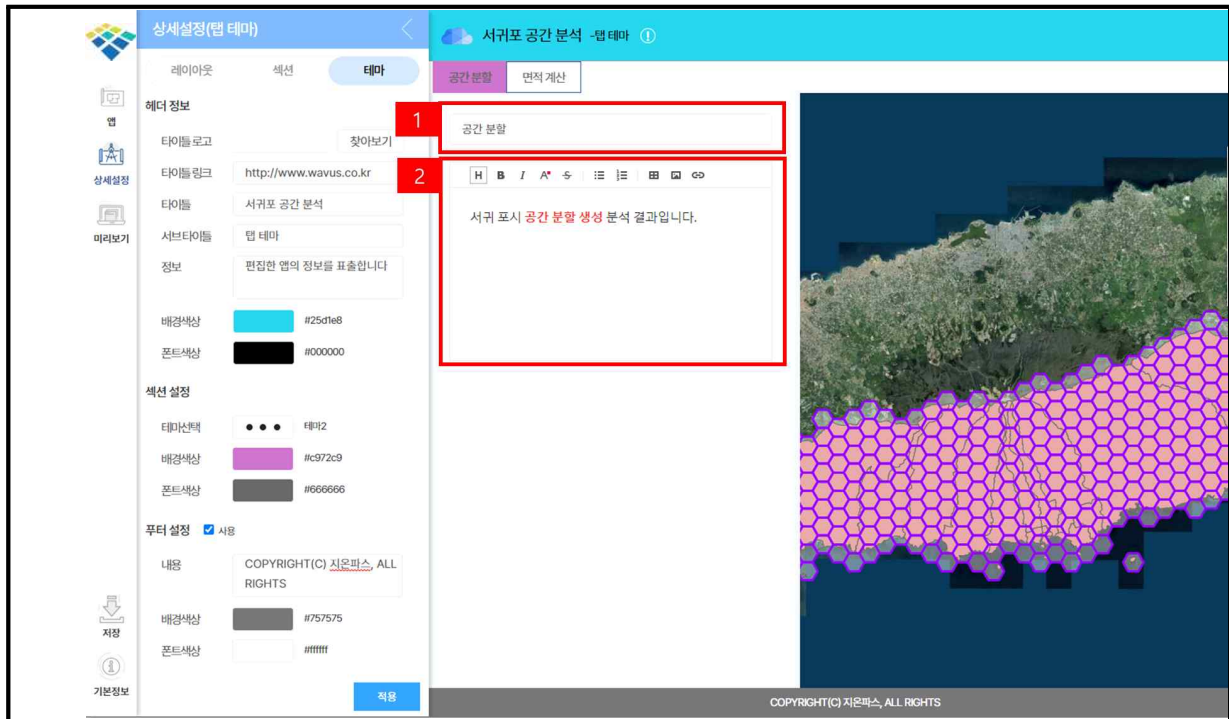 상세설정(탭 테마)
레이아웃 섹션 테마
앱
상세설정
미리보기
저장
기본정보
헤더 정보
타이틀로고 찾아보기
타이틀링크 http://www.wavus.co.kr
타이틀 서귀포 공간 분석
서브타이틀 탭 테마
정보 편집한 앱의 정보를 표출합니다
배경색상 #25d1e8
폰트색상 #000000
섹션 설정
테마선택 테마2
배경색상 #c972c9
폰트색상 #666666
푸터 설정 사용
내용 COPYRIGHT(C) 지온파스, ALL
RIGHTS
배경색상 #757575
폰트색상 #ffffff
적용
서귀포 공간 분석 -탭 테마
공간 분할 면적 계산
1
공간 분할
2
H B I A S
서귀 포시 공간 분할 생성 분석 결과입니다.
COPYRIGHT(C) 지온파스, ALL RIGHTS